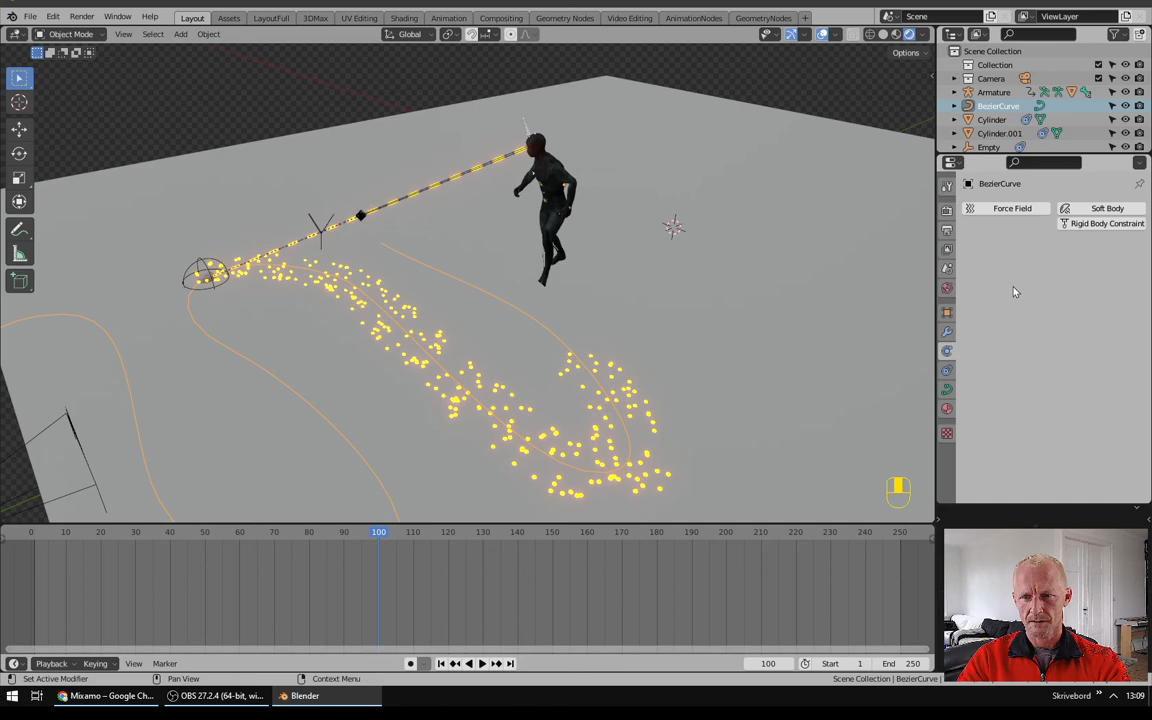 File Edit Render Window Help Layout Assets LayoutFull 3DMax UV Editing Shading Animation Compositing Geometry Nodes Video Editing AnimationNodes GeometryNodes + Scene ViewLayer
Object Mode View Select Add Object Global
Options
Scene Collection
Collection
Camera
Armature
BezierCurve
Cylinder
Cylinder.001
Empty
BezierCurve
Force Field Soft Body
Rigid Body Constraint
0 10 20 30 40 50 60 70 80 90 100 110 120 130 140 150 160 170 180 190 200 210 220 230 240 250
Playback Keying View Marker 100 Start 1 End 250
Set Active Modifier Pan View Context Menu Scene Collection | BezierCurve |
Mixamo – Google Ch... OBS 27.2.4 (64-bit, wi... Blender Skrivebord 13:09